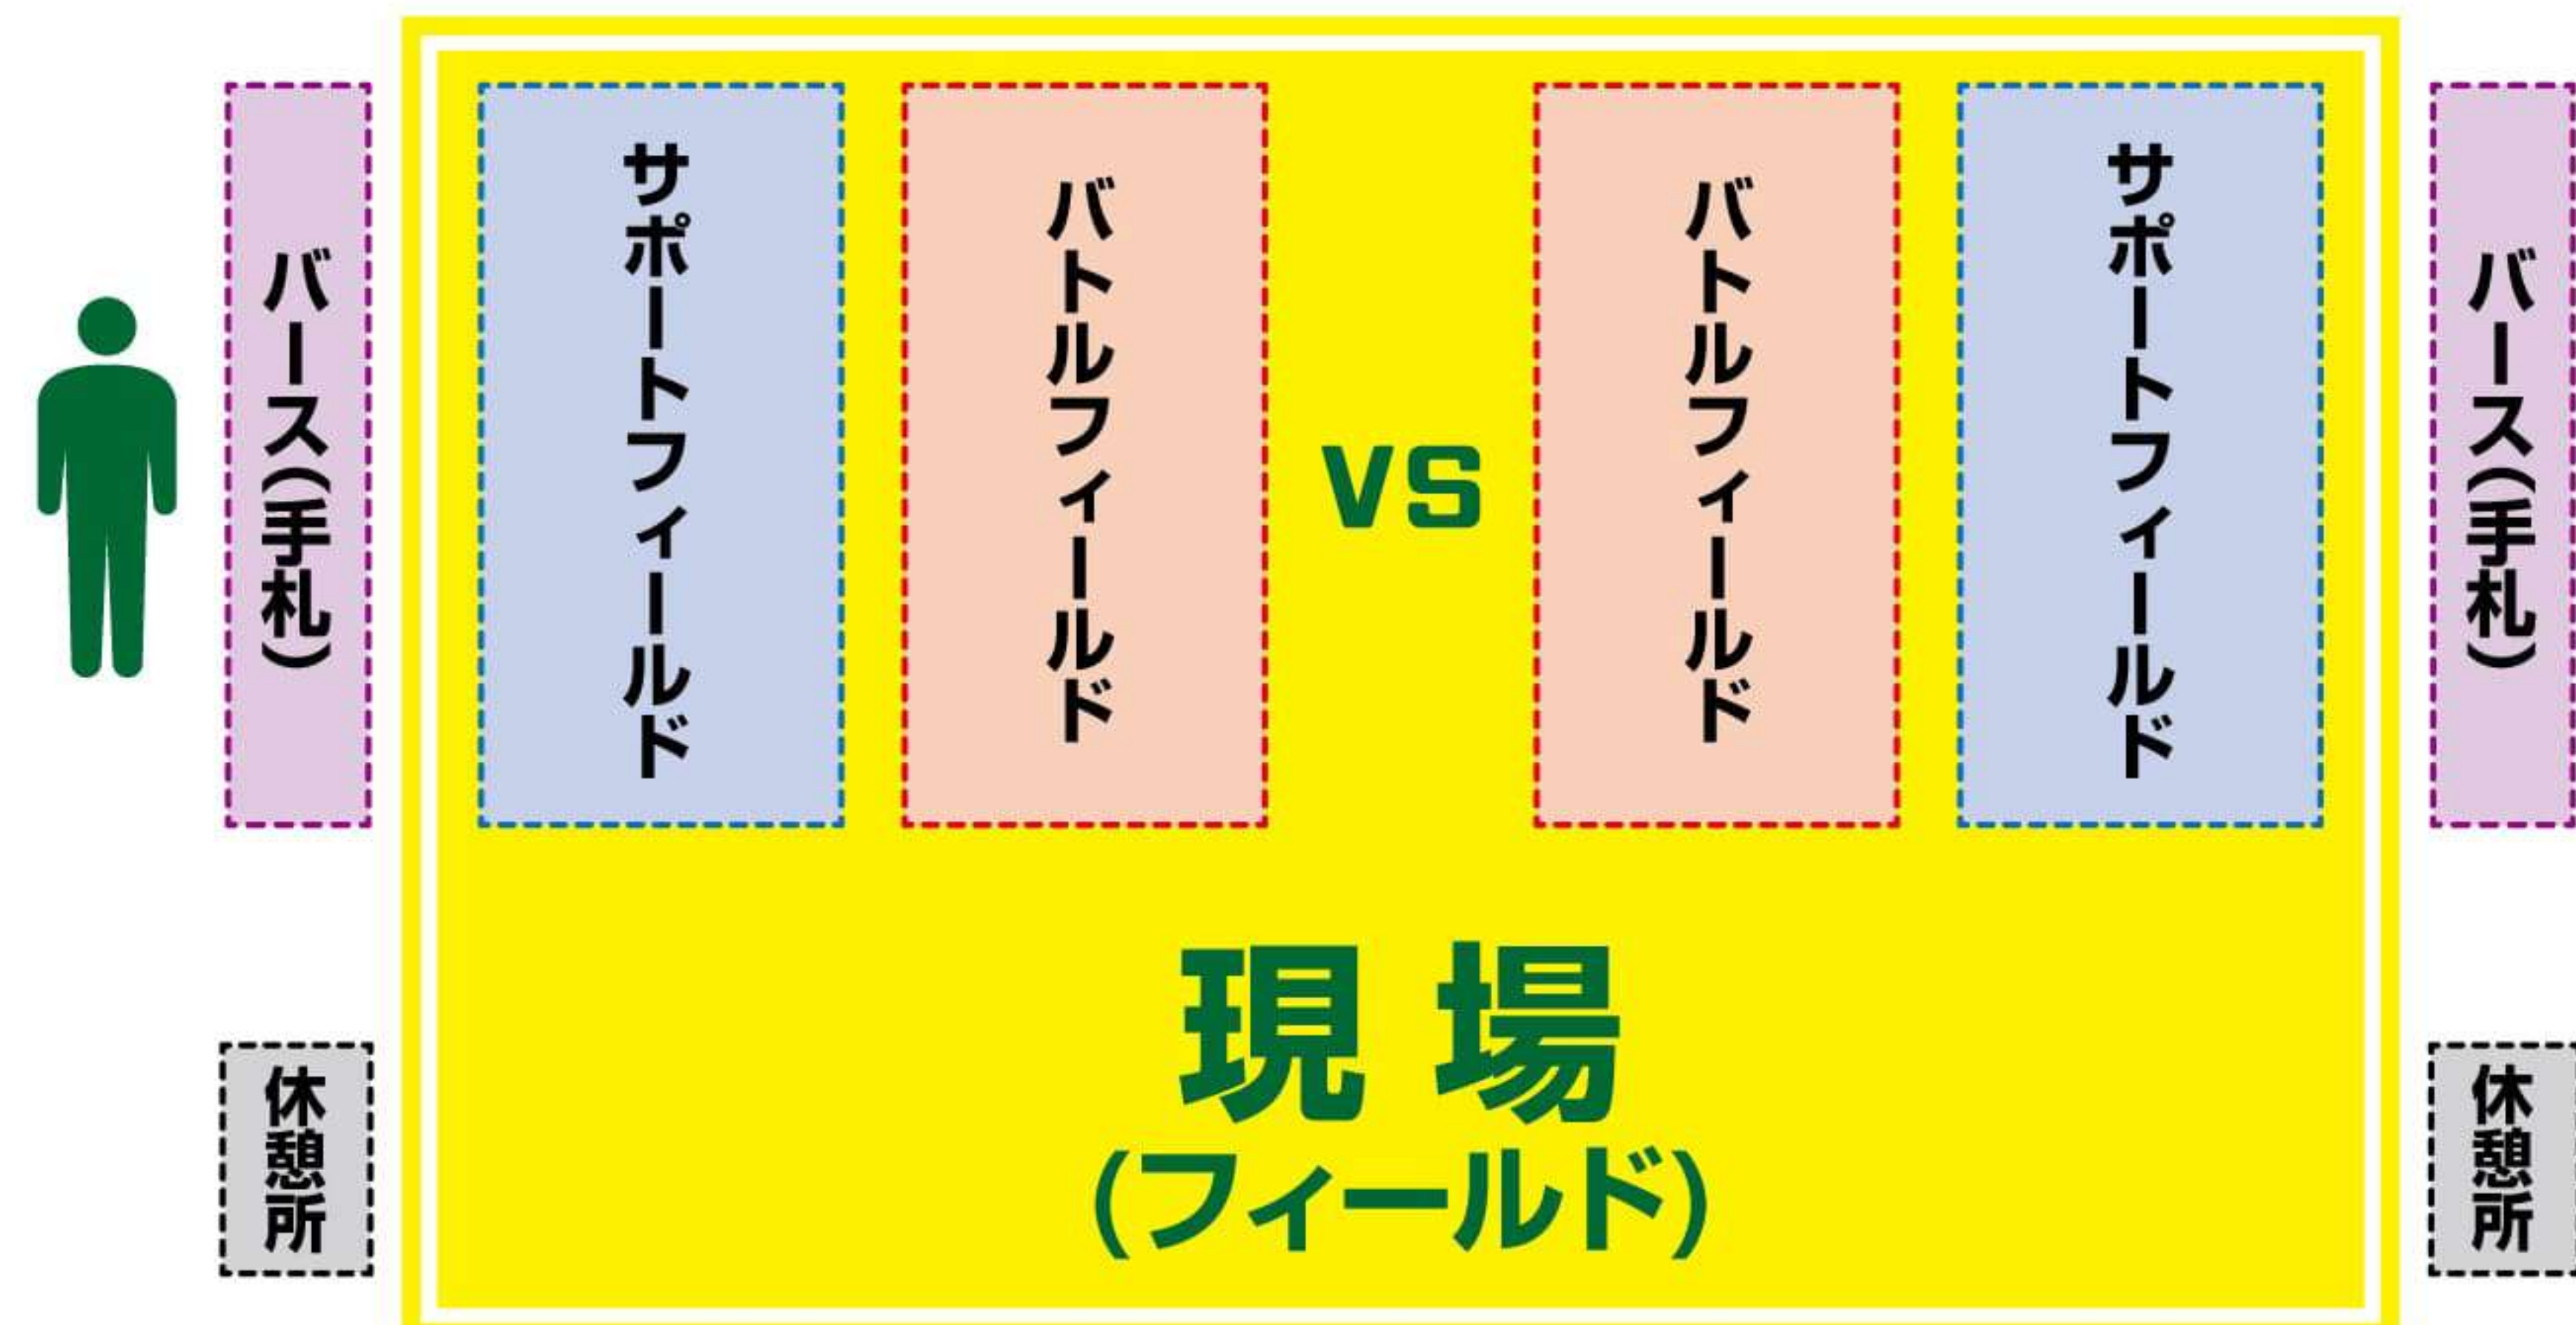 バース(手札)
サポートフィールド
バトルフィールド
VS
バトルフィールド
サポートフィールド
バース(手札)
休憩所
現場
(フィールド)
休憩所